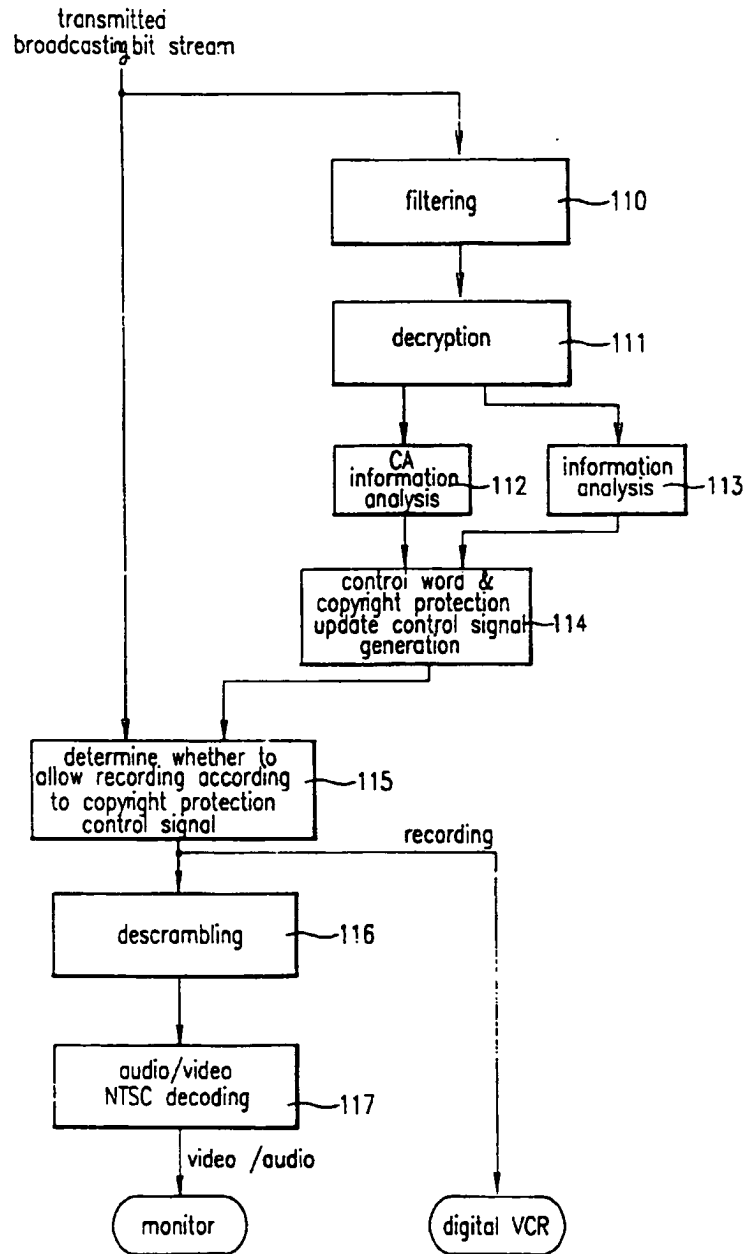 transmitted
broadcasting bit stream
filtering
110
decryption
111
CA
information
analysis
112
information
analysis
113
control word &
copyright protection
update control signal
generation
114
determine whether to
allow recording according
to copyright protection
control signal
115
recording
descrambling
116
audio/video
NTSC decoding
117
video /audio
monitor
digital VCR